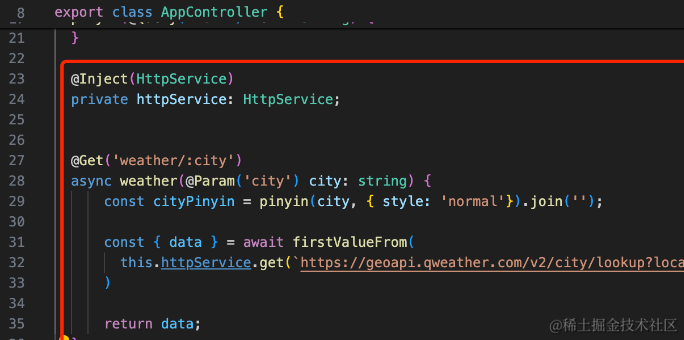 8 export class AppController {
21 }
22
23 @Inject(HttpService)
24 private httpService: HttpService;
25
26
27 @Get('weather/:city')
28 async weather(@Param('city') city: string) {
29 const cityPinyin = pinyin(city, { style: 'normal'}).join('');
30
31 const { data } = await firstValueFrom(
32 this.httpService.get(`https://geoapi.qweather.com/v2/city/lookup?loca
33 )
34
35 return data;
@稀土掘金技术社区